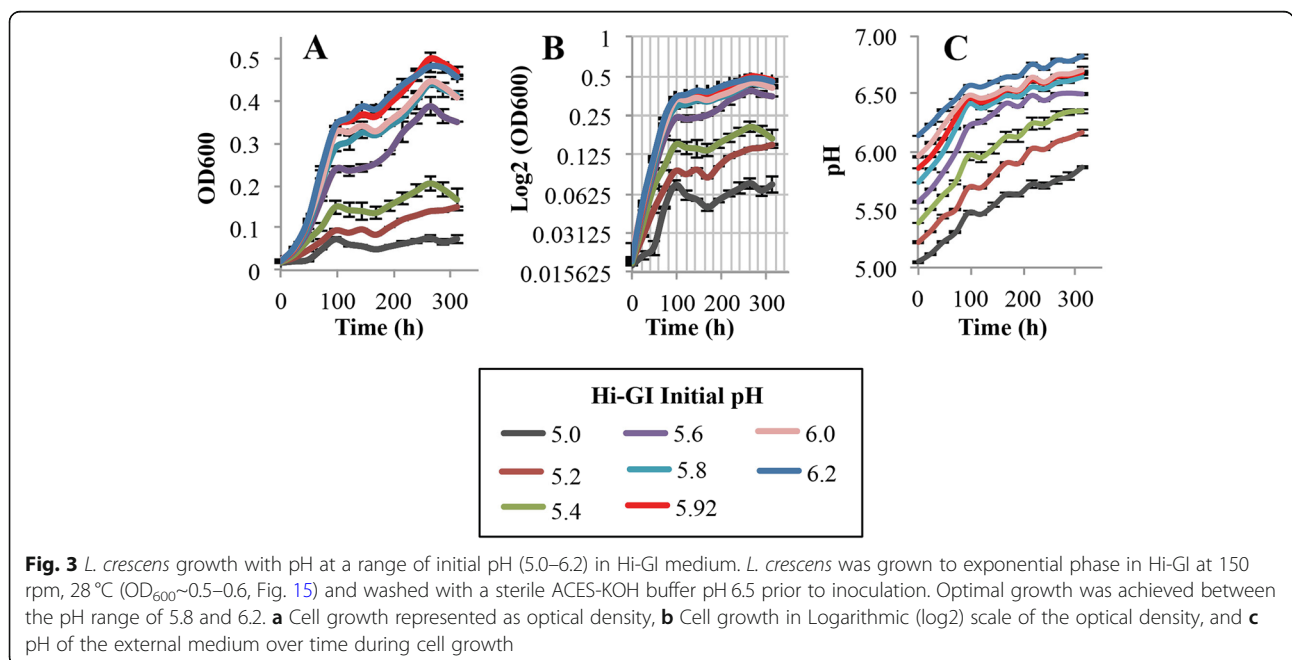 A
0.5
0.4
0.3
0.2
0.1
0
OD600
0 100 200 300
Time (h)
B
1
0.5
0.25
0.125
0.0625
0.03125
0.015625
Log2 (OD600)
0 100 200 300
Time (h)
C
7.00
6.50
6.00
5.50
5.00
pH
0 100 200 300
Time (h)
Hi-GI Initial pH
5.0 5.6 6.0
5.2 5.8 6.2
5.4 5.92
Fig. 3 L. crescens growth with pH at a range of initial pH (5.0–6.2) in Hi-GI medium. L. crescens was grown to exponential phase in Hi-GI at 150
rpm, 28 °C (OD600~0.5–0.6, Fig. 15) and washed with a sterile ACES-KOH buffer pH 6.5 prior to inoculation. Optimal growth was achieved between
the pH range of 5.8 and 6.2. a Cell growth represented as optical density, b Cell growth in Logarithmic (log2) scale of the optical density, and c
pH of the external medium over time during cell growth